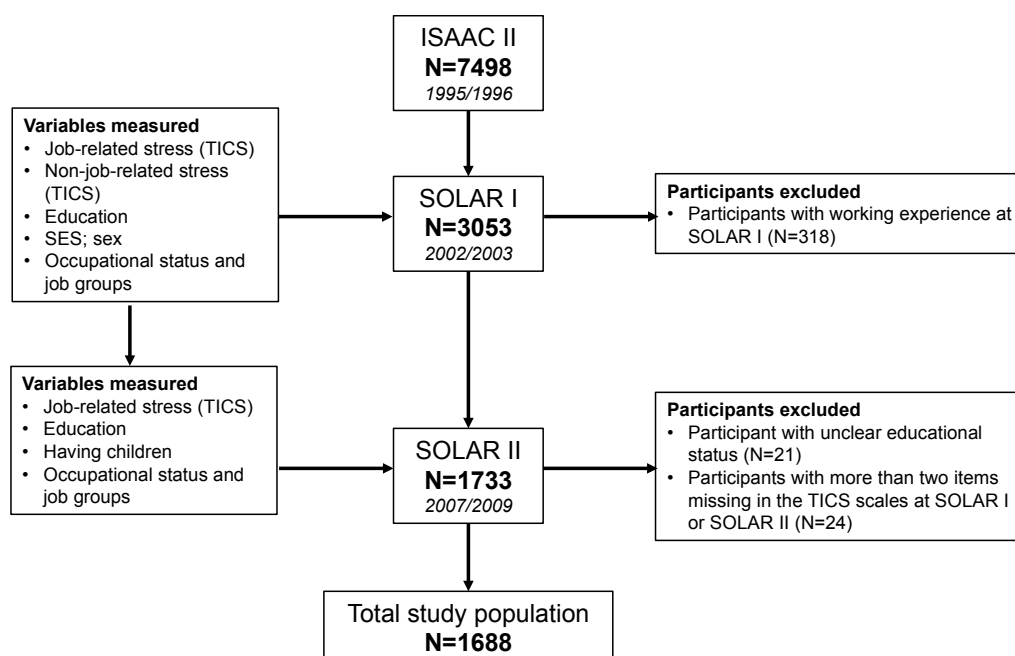 ISAAC II
N=7498
1995/1996
Variables measured
• Job-related stress (TICS)
• Non-job-related stress
(TICS)
• Education
• SES; sex
• Occupational status and
job groups
SOLAR I
N=3053
2002/2003
Participants excluded
• Participants with working experience at
SOLAR I (N=318)
Variables measured
• Job-related stress (TICS)
• Education
• Having children
• Occupational status and
job groups
SOLAR II
N=1733
2007/2009
Participants excluded
• Participant with unclear educational
status (N=21)
• Participants with more than two items
missing in the TICS scales at SOLAR I
or SOLAR II (N=24)
Total study population
N=1688